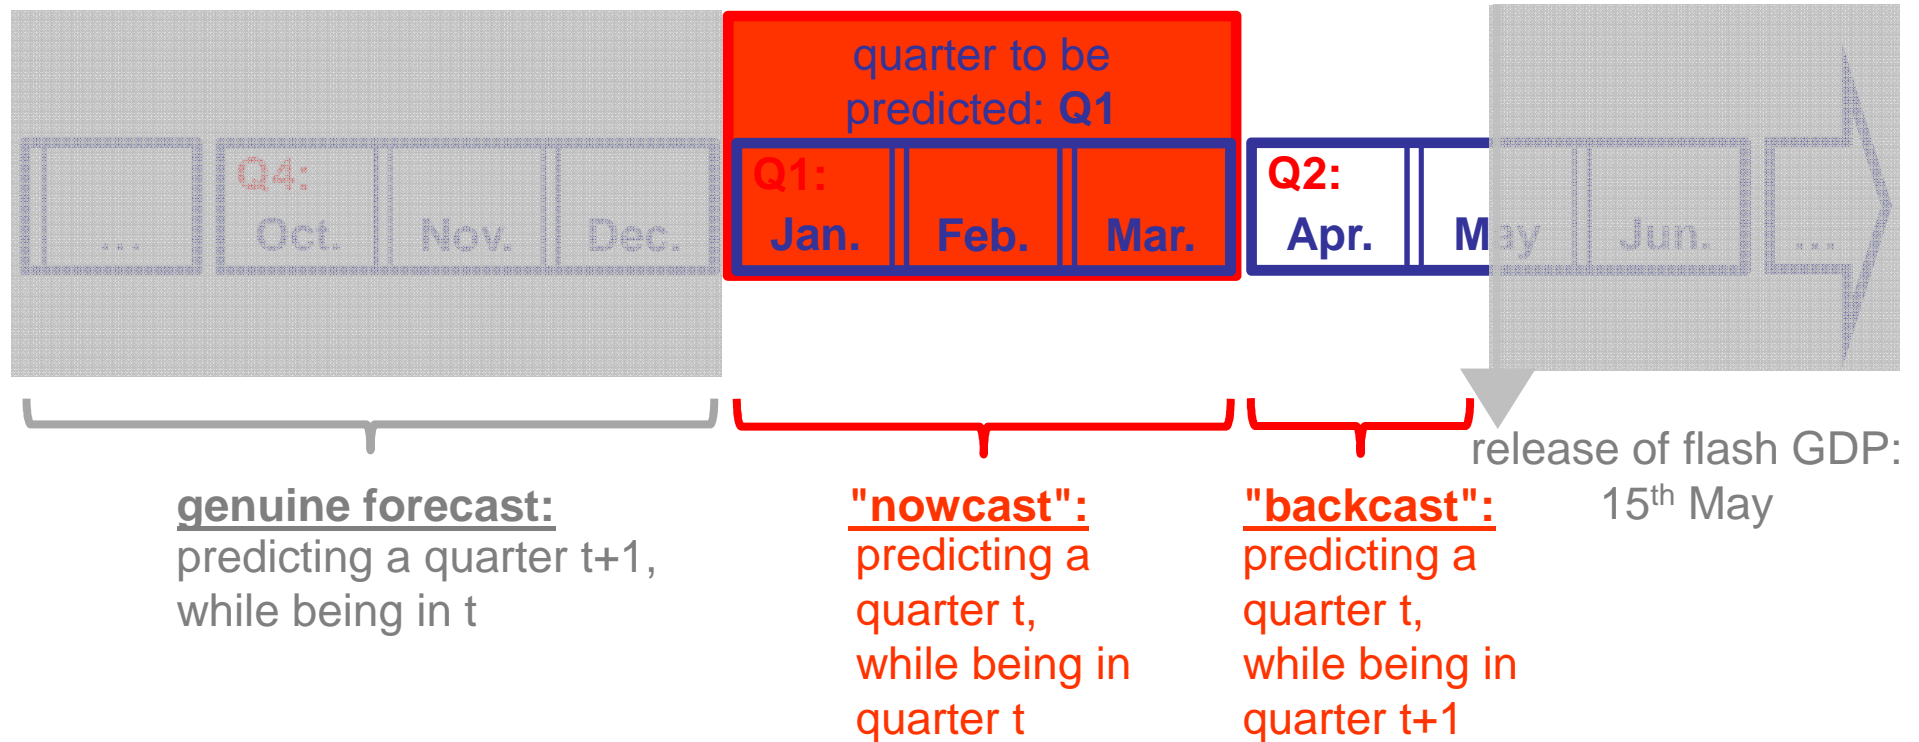 quarter to be
predicted: Q1
Q4:
Q1:
Q2:
... Oct. Nov. Dec. Jan. Feb. Mar. Apr. May Jun. ...
release of flash GDP:
15th May
genuine forecast:
predicting a quarter t+1,
while being in t
"nowcast":
predicting a
quarter t,
while being in
quarter t
"backcast":
predicting a
quarter t,
while being in
quarter t+1